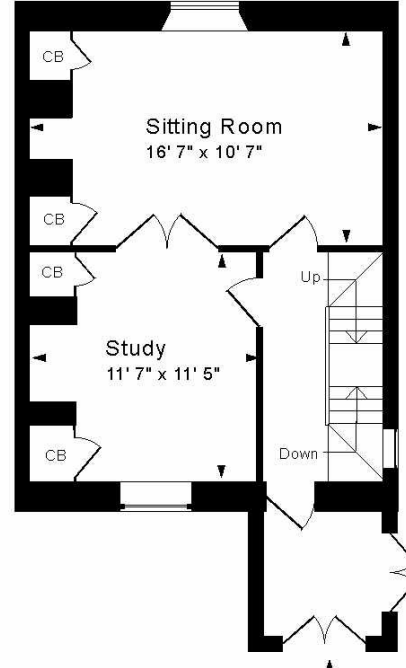 CB
Sitting Room
16' 7" x 10' 7"
CB
CB
Up
Study
11' 7" x 11' 5"
CB
Down